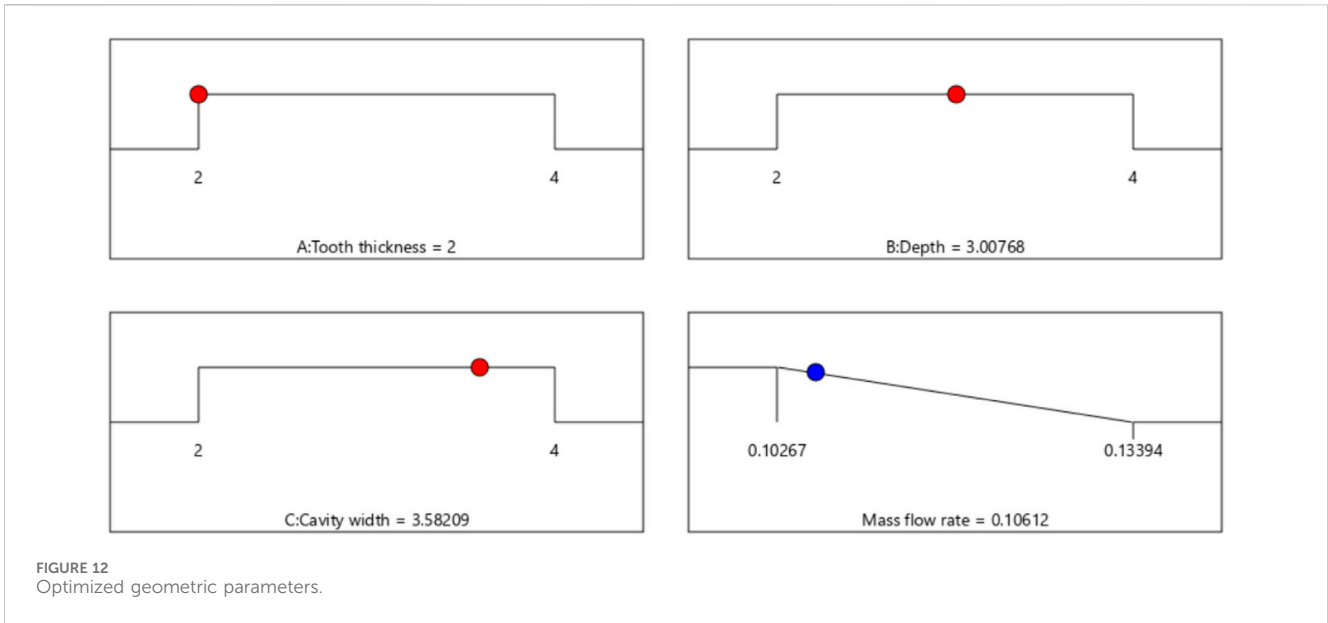 2 4
A:Tooth thickness = 2
2 4
B:Depth = 3.00768
2 4
C:Cavity width = 3.58209
0.10267 0.13394
Mass flow rate = 0.10612
FIGURE 12
Optimized geometric parameters.